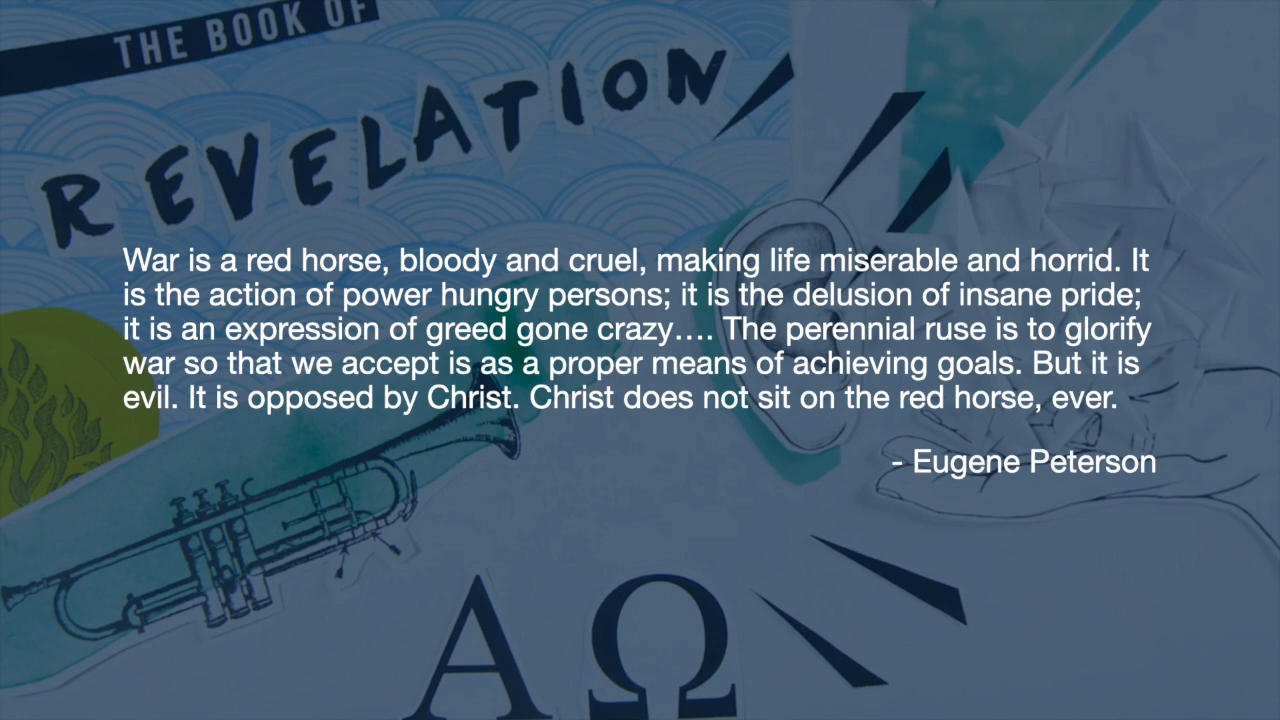 THE BOOK OF
REVELATION
War is a red horse, bloody and cruel, making life miserable and horrid. It
is the action of power hungry persons; it is the delusion of insane pride;
it is an expression of greed gone crazy…. The perennial ruse is to glorify
war so that we accept is as a proper means of achieving goals. But it is
evil. It is opposed by Christ. Christ does not sit on the red horse, ever.
- Eugene Peterson
ΑΩ